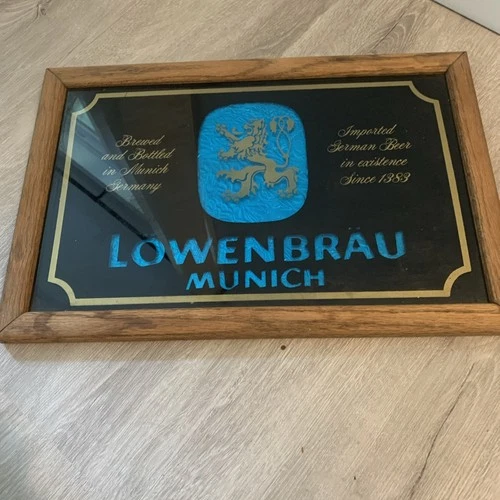 Brewed
and Bottled
in Munich
Germany
Imported
German Beer
in existence
Since 1383
LÖWENBRÄU
MUNICH